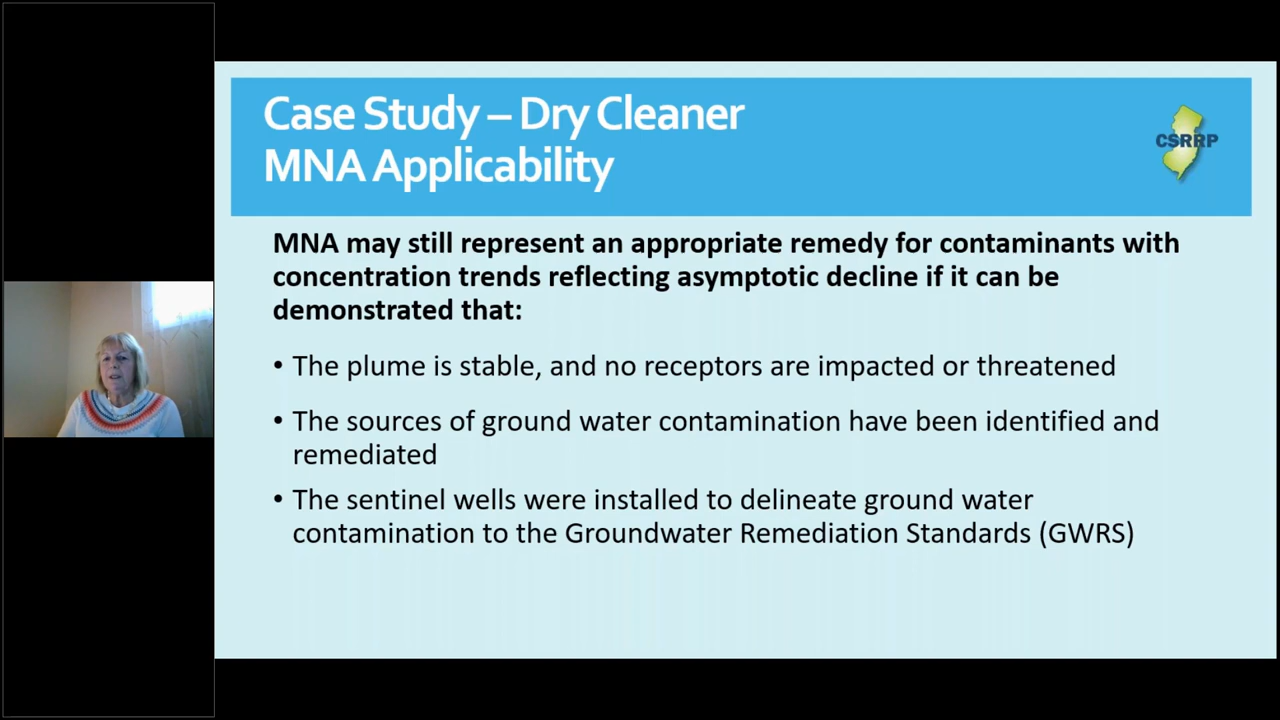 Case Study – Dry Cleaner
MNA Applicability
CSRRP
MNA may still represent an appropriate remedy for contaminants with
concentration trends reflecting asymptotic decline if it can be
demonstrated that:
• The plume is stable, and no receptors are impacted or threatened
• The sources of ground water contamination have been identified and
remediated
• The sentinel wells were installed to delineate ground water
contamination to the Groundwater Remediation Standards (GWRS)